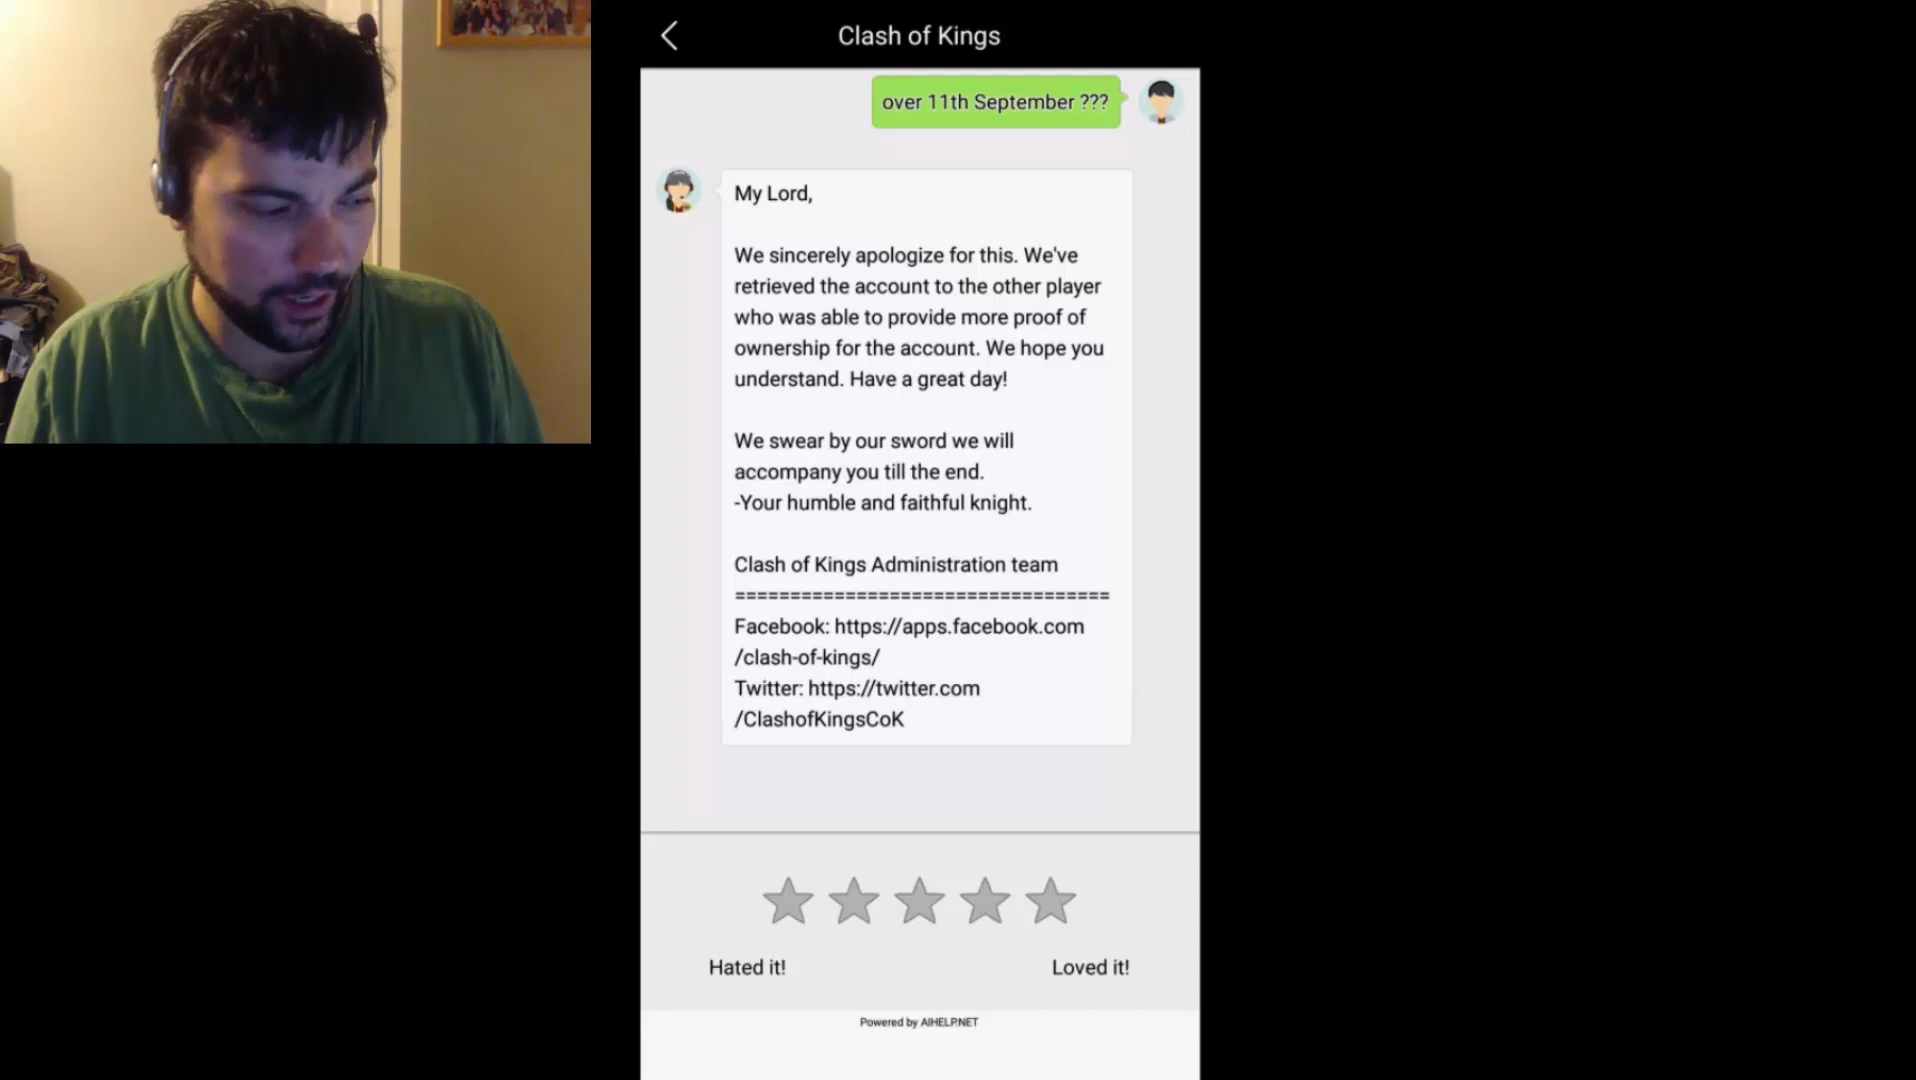 Clash of Kings
over 11th September ???
My Lord,
We sincerely apologize for this. We've
retrieved the account to the other player
who was able to provide more proof of
ownership for the account. We hope you
understand. Have a great day!
We swear by our sword we will
accompany you till the end.
-Your humble and faithful knight.
Clash of Kings Administration team
==================================
Facebook: https://apps.facebook.com
/clash-of-kings/
Twitter: https://twitter.com
/ClashofKingsCoK
Hated it!
Loved it!
Powered by AIHELP.NET